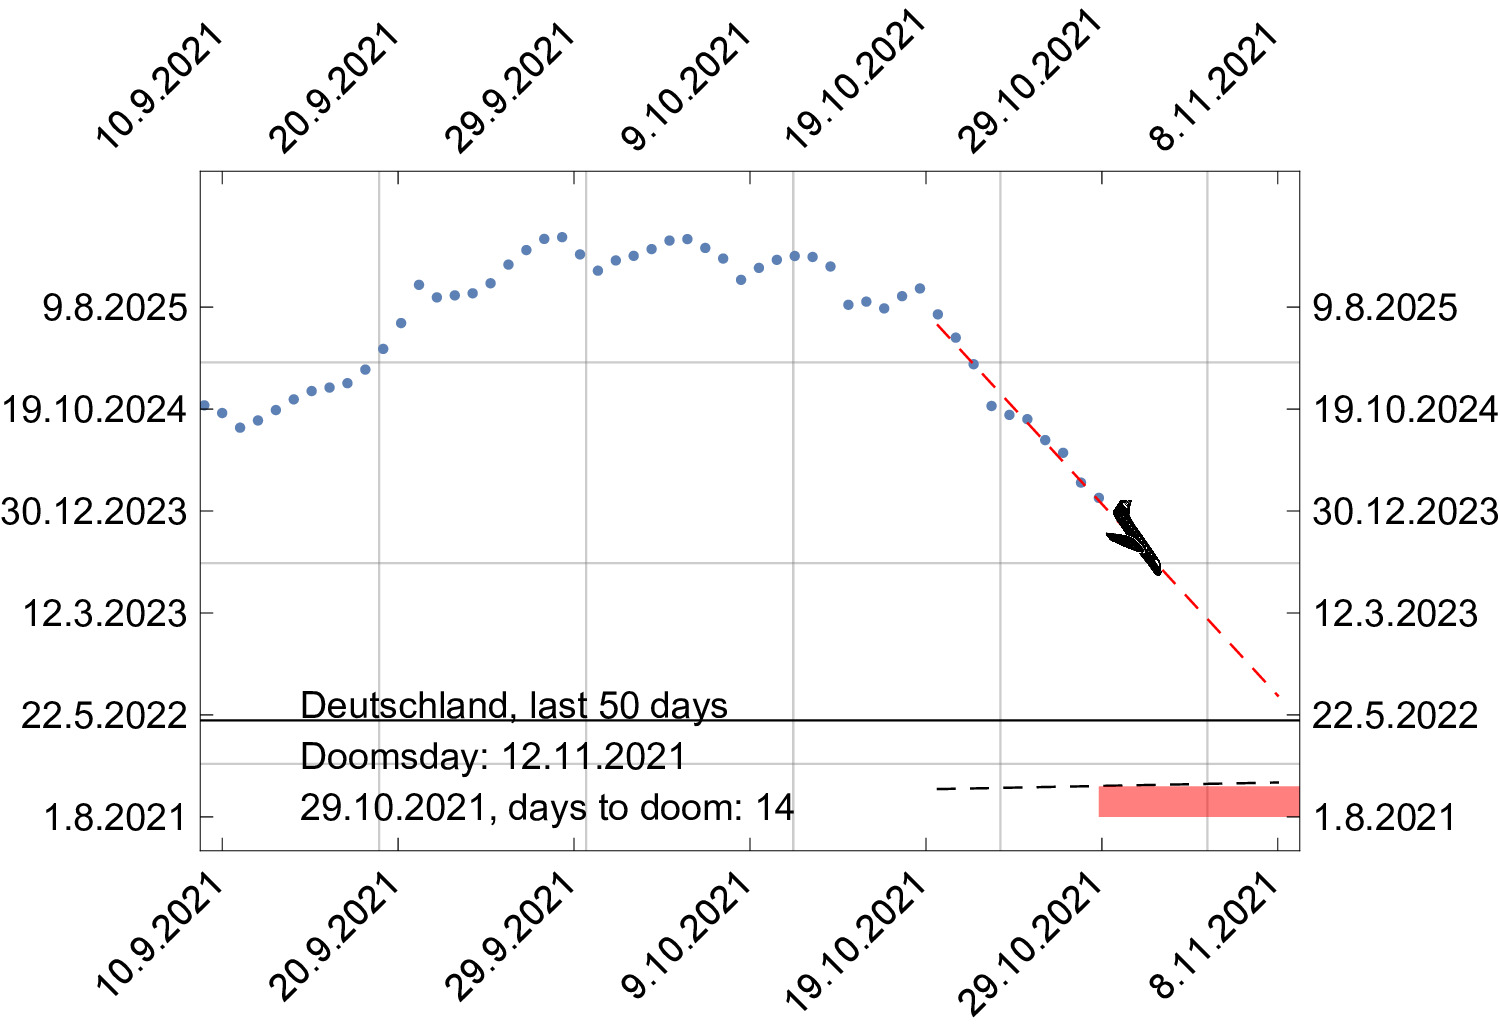 10.9.2021 20.9.2021 29.9.2021 9.10.2021 19.10.2021 29.10.2021 8.11.2021
9.8.2025 9.8.2025
19.10.2024 19.10.2024
30.12.2023 30.12.2023
12.3.2023 12.3.2023
Deutschland, last 50 days
22.5.2022 22.5.2022
Doomsday: 12.11.2021
29.10.2021, days to doom: 14
1.8.2021 1.8.2021
10.9.2021 20.9.2021 29.9.2021 9.10.2021 19.10.2021 29.10.2021 8.11.2021